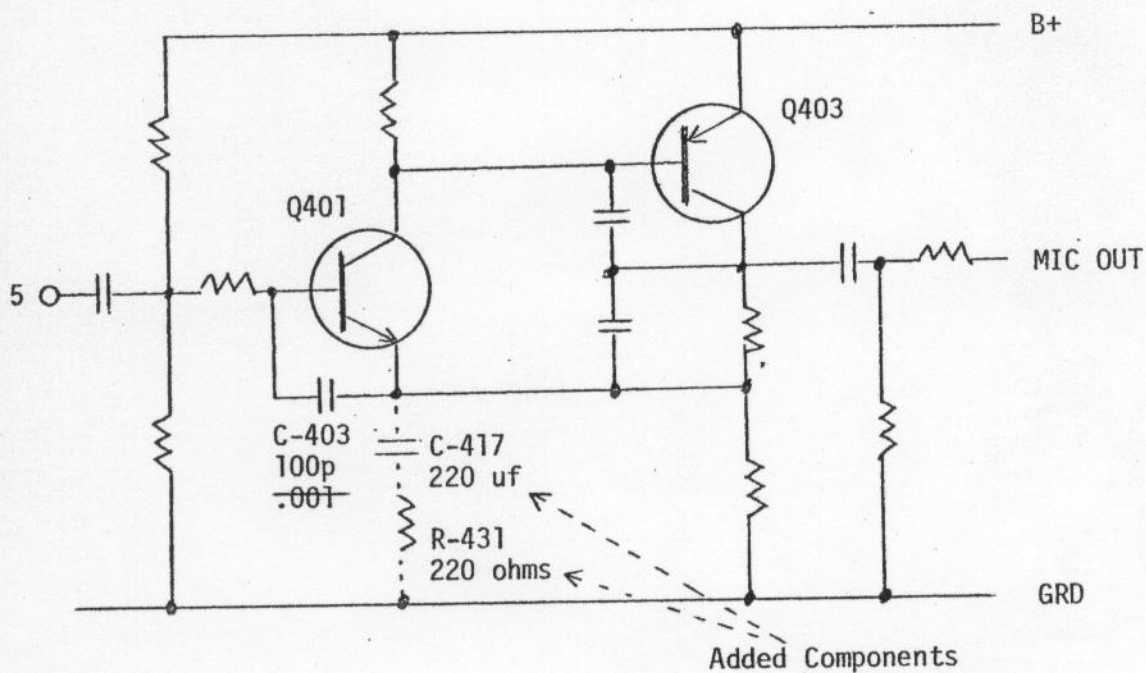 B+
Q403
Q401
5
MIC OUT
C-403
100p
.001
C-417
220 uf
R-431
220 ohms
GRD
Added Components